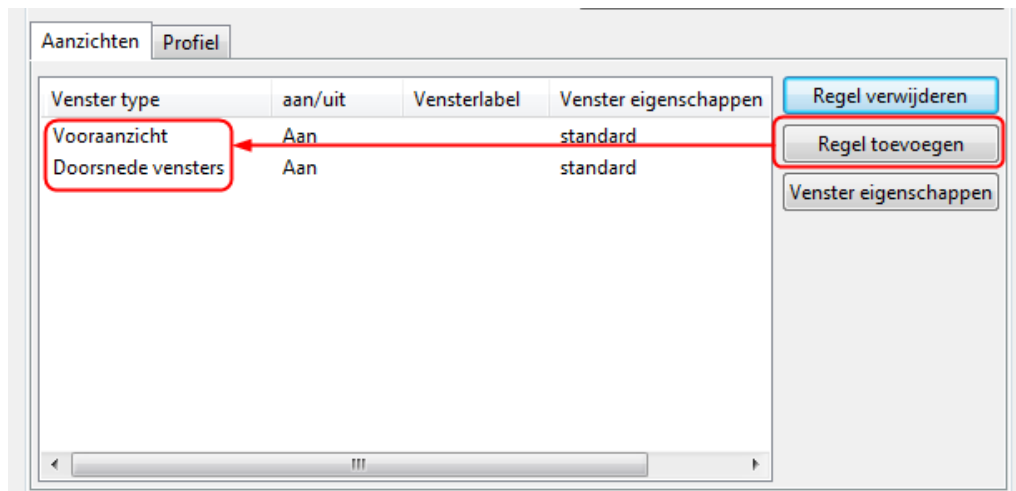 Aanzichten Profiel
Venster type aan/uit Vensterlabel Venster eigenschappen
Vooraanzicht Aan standard
Doorsnede vensters Aan standard
Regel verwijderen
Regel toevoegen
Venster eigenschappen